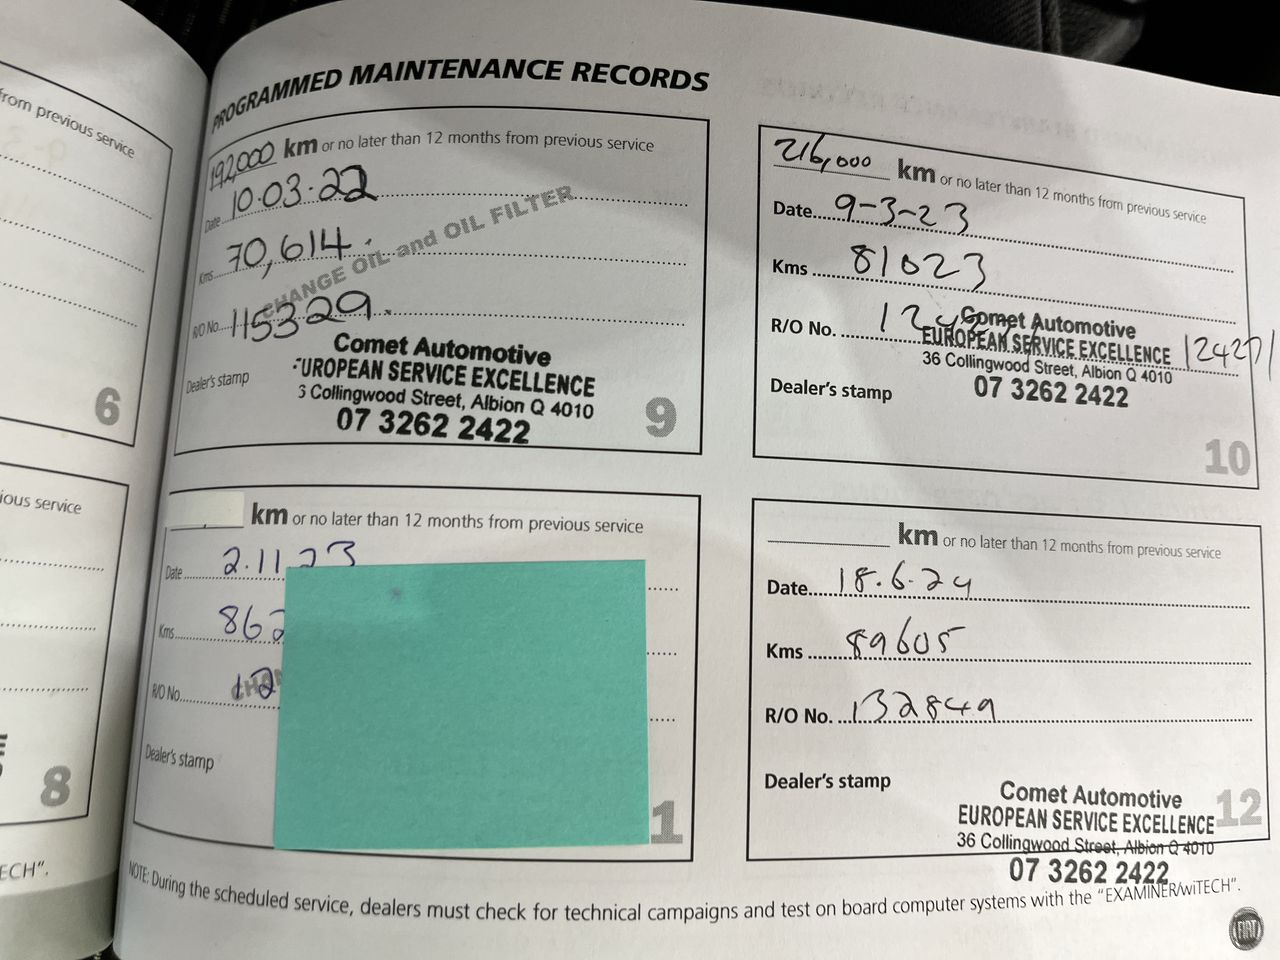 from previous service
6
ious service
8
ECH".
PROGRAMMED MAINTENANCE RECORDS
192,000 km or no later than 12 months from previous service
Date 10.03.22
Kms 70,614.
CHANGE OIL and OIL FILTER
R/O No. 115329.
Comet Automotive
EUROPEAN SERVICE EXCELLENCE
Dealer's stamp
3 Collingwood Street, Albion Q 4010
07 3262 2422
9
216,000 km or no later than 12 months from previous service
Date 9-3-23
Kms 81023
R/O No. 124271
Comet Automotive
EUROPEAN SERVICE EXCELLENCE
36 Collingwood Street, Albion Q 4010
Dealer's stamp
07 3262 2422
10
km or no later than 12 months from previous service
Date 2.11.23
Kms 862
R/O No. 12
Dealer's stamp
1
km or no later than 12 months from previous service
Date 18.6.24
Kms 89605
R/O No. 132849
Dealer's stamp
Comet Automotive
EUROPEAN SERVICE EXCELLENCE
12
36 Collingwood Street, Albion Q 4010
07 3262 2422
NOTE: During the scheduled service, dealers must check for technical campaigns and test on board computer systems with the "EXAMINER/wiTECH".
FIAT